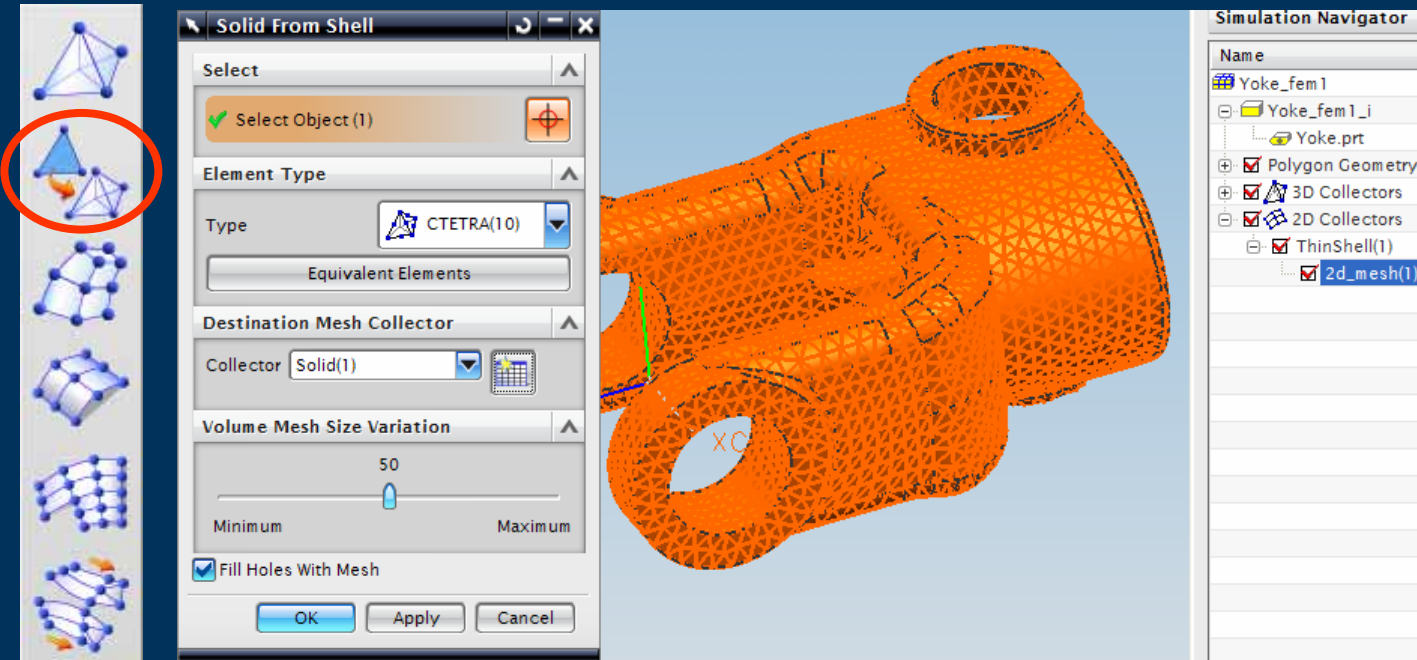 Solid From Shell
Select
Select Object (1)
Element Type
Type CTETRA(10)
Equivalent Elements
Destination Mesh Collector
Collector Solid(1)
Volume Mesh Size Variation
50
Minimum Maximum
Fill Holes With Mesh
OK Apply Cancel
XC
Simulation Navigator
Name
Yoke_fem1
Yoke_fem1_i
Yoke.prt
Polygon Geometry
3D Collectors
2D Collectors
ThinShell(1)
2d_mesh(1)